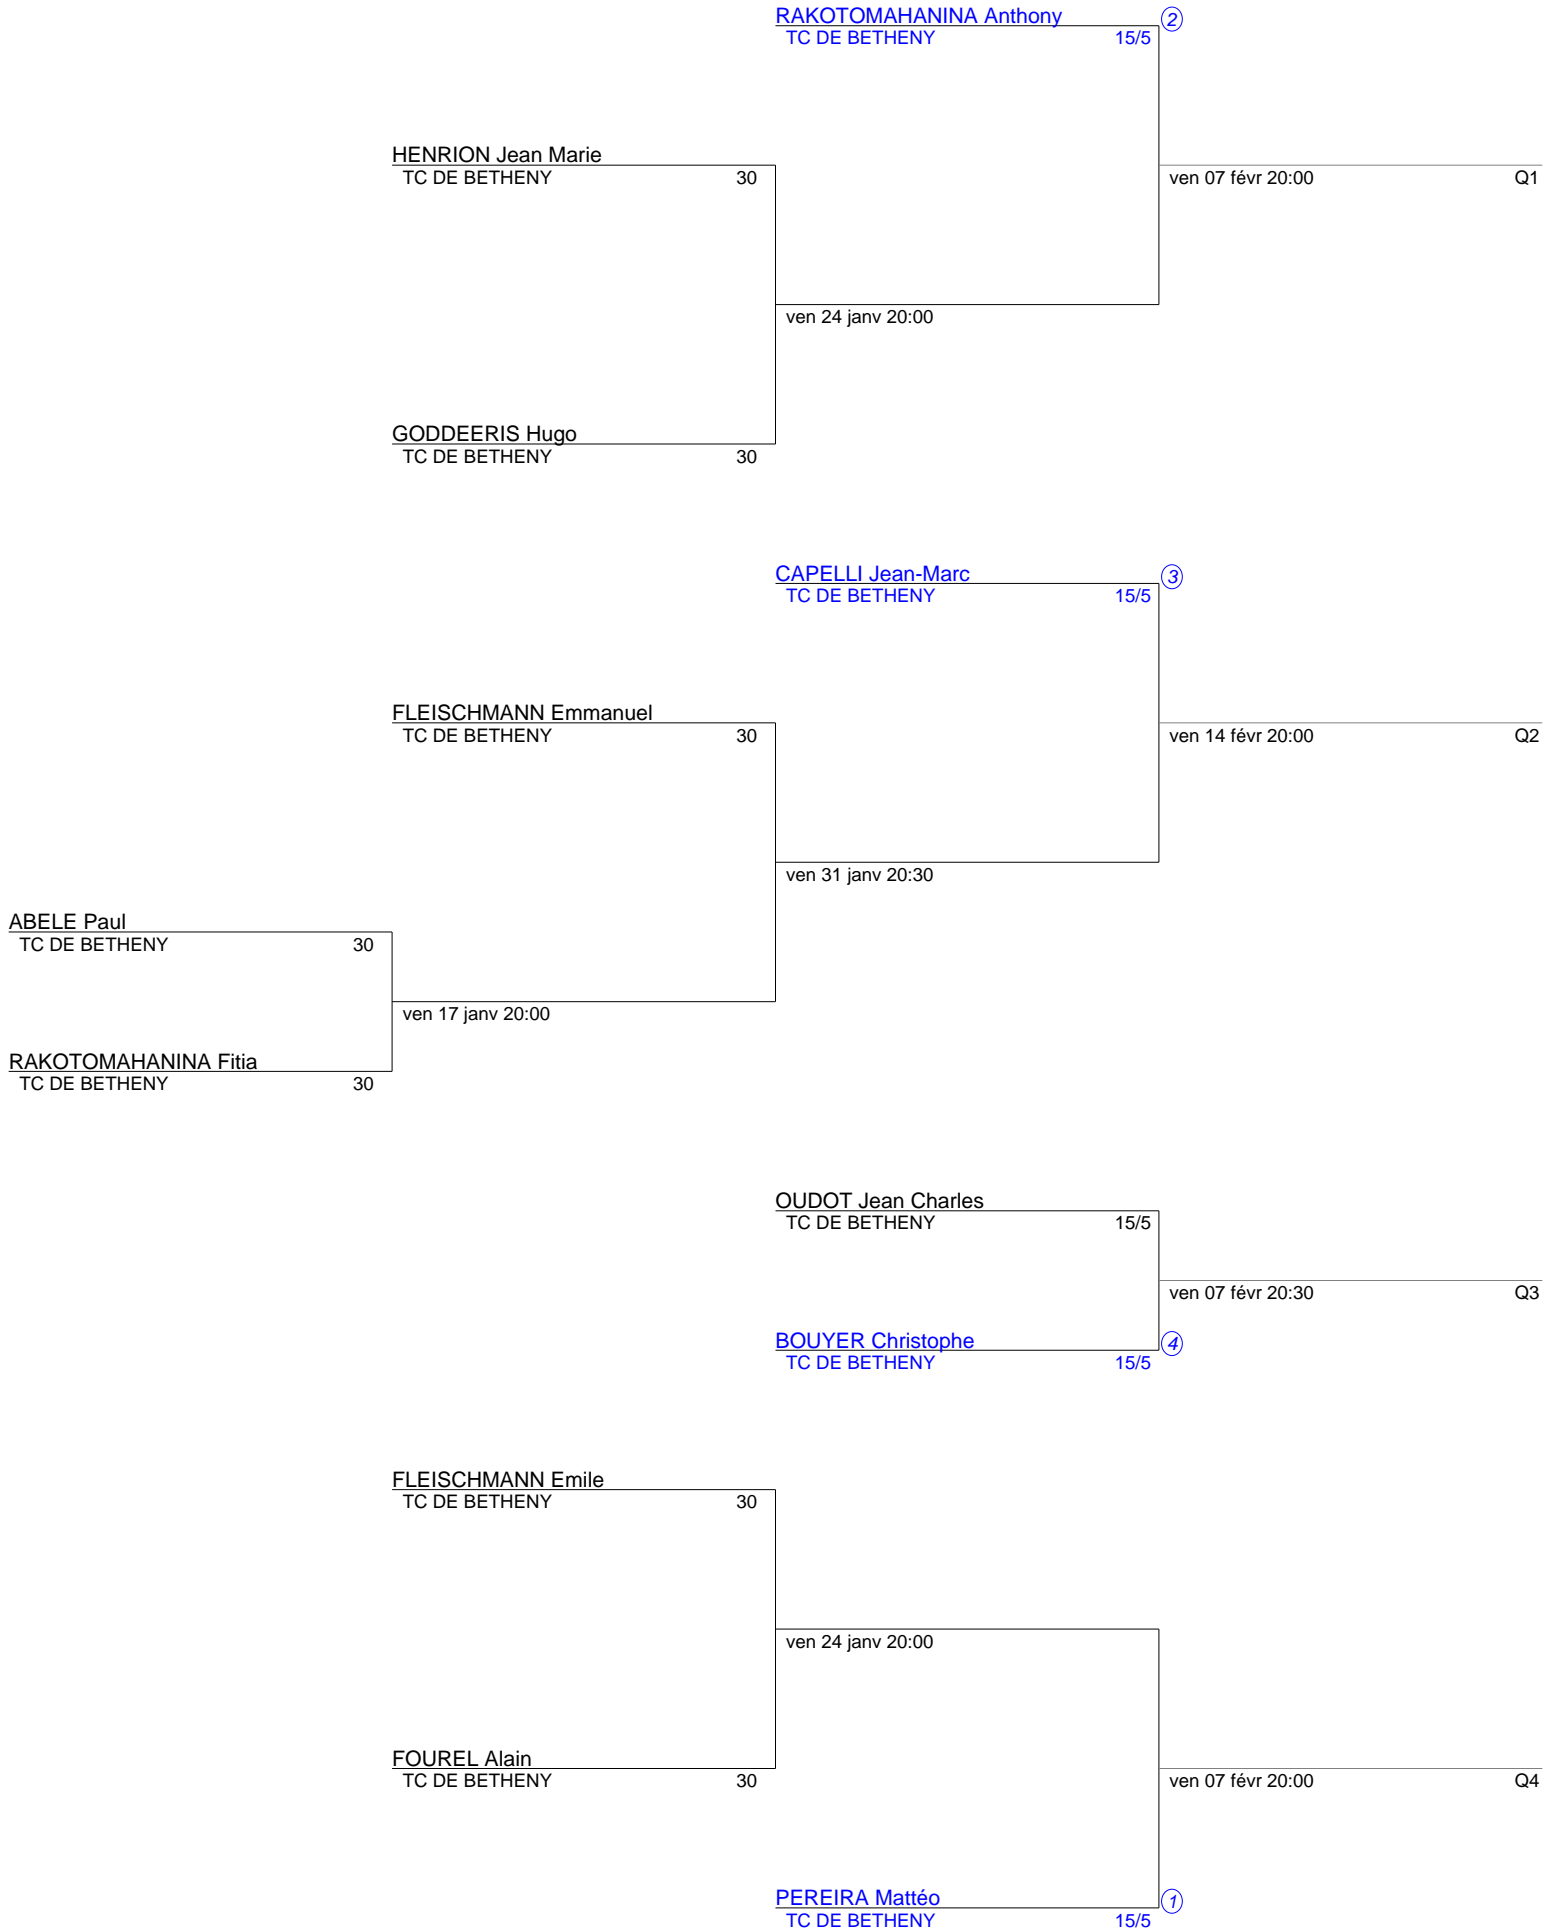 RAKOTOMAHANINA Anthony 2
TC DE BETHENY 15/5
HENRION Jean Marie
TC DE BETHENY 30
ven 07 févr 20:00 Q1
ven 24 janv 20:00
GODDEERIS Hugo
TC DE BETHENY 30
CAPELLI Jean-Marc 3
TC DE BETHENY 15/5
FLEISCHMANN Emmanuel
TC DE BETHENY 30
ven 14 févr 20:00 Q2
ven 31 janv 20:30
ABELE Paul
TC DE BETHENY 30
ven 17 janv 20:00
RAKOTOMAHANINA Fitia
TC DE BETHENY 30
OUDOT Jean Charles
TC DE BETHENY 15/5
ven 07 févr 20:30 Q3
BOUYER Christophe 4
TC DE BETHENY 15/5
FLEISCHMANN Emile
TC DE BETHENY 30
ven 24 janv 20:00
FOUREL Alain
TC DE BETHENY 30
ven 07 févr 20:00 Q4
PEREIRA Mattéo 1
TC DE BETHENY 15/5